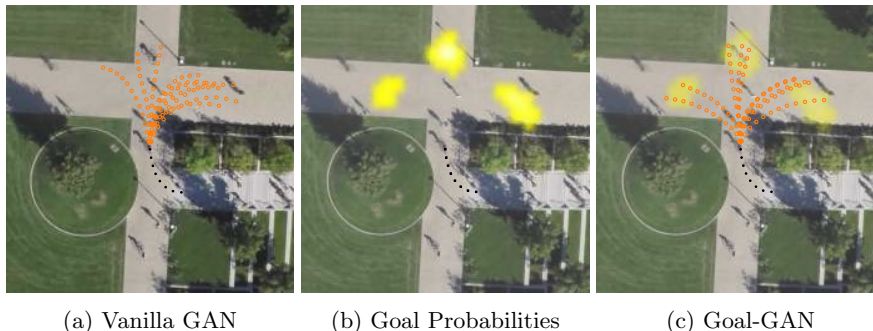 (a) Vanilla GAN
(b) Goal Probabilities
(c) Goal-GAN